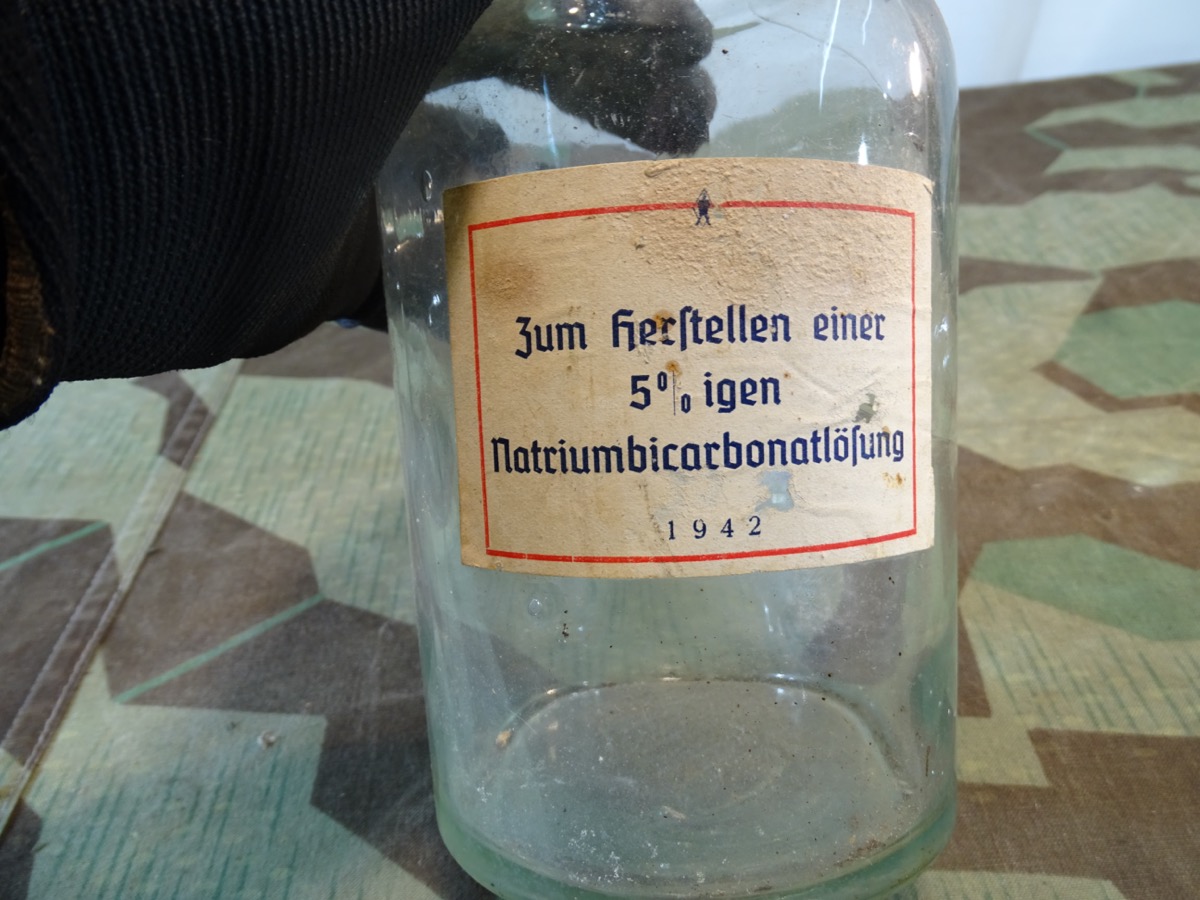 Zum Herſtellen einer
5% igen
Natriumbicarbonatlöſung
1942